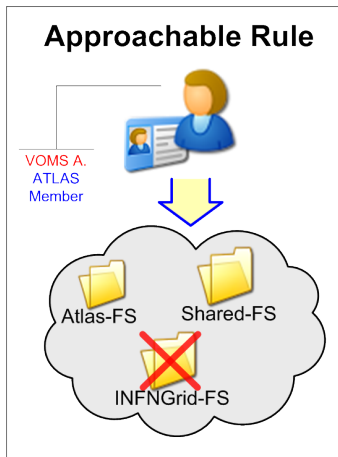 Approachable Rule
VOMS A.
ATLAS
Member
Atlas-FS
Shared-FS
INFNGrid-FS